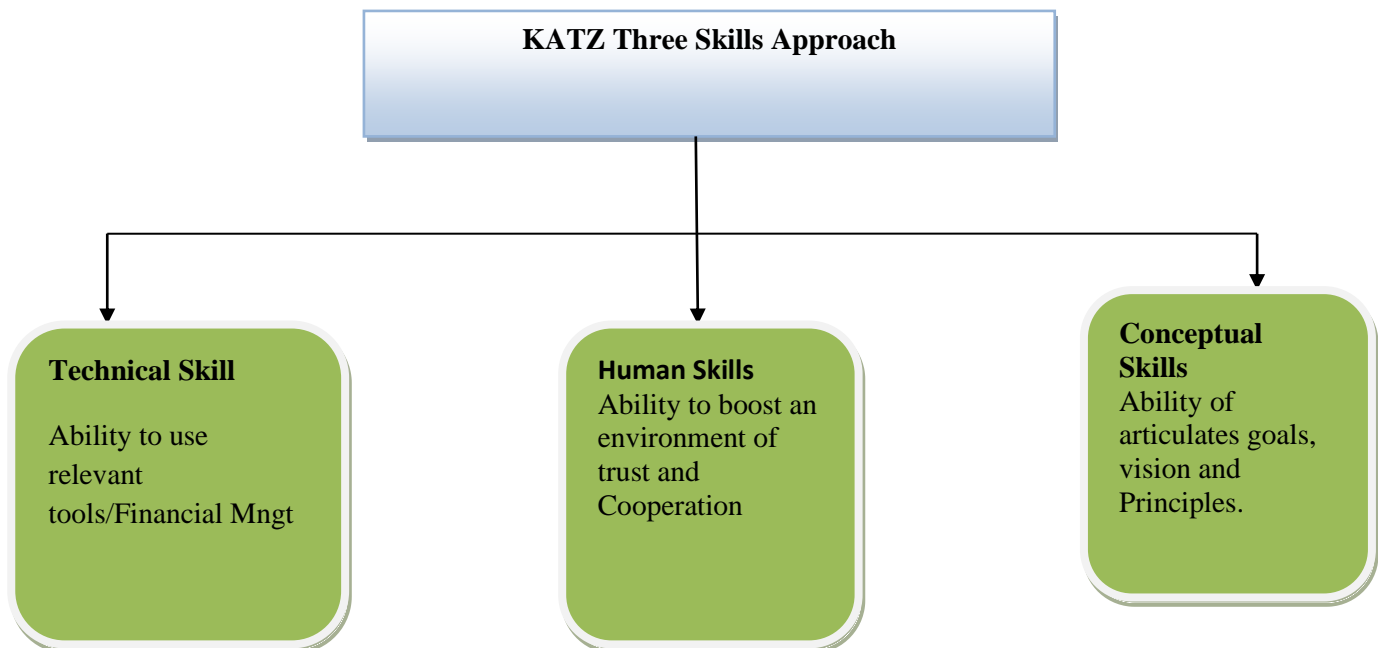 KATZ Three Skills Approach
Technical Skill
Ability to use
relevant
tools/Financial Mngt
Human Skills
Ability to boost an
environment of
trust and
Cooperation
Conceptual
Skills
Ability of
articulates goals,
vision and
Principles.